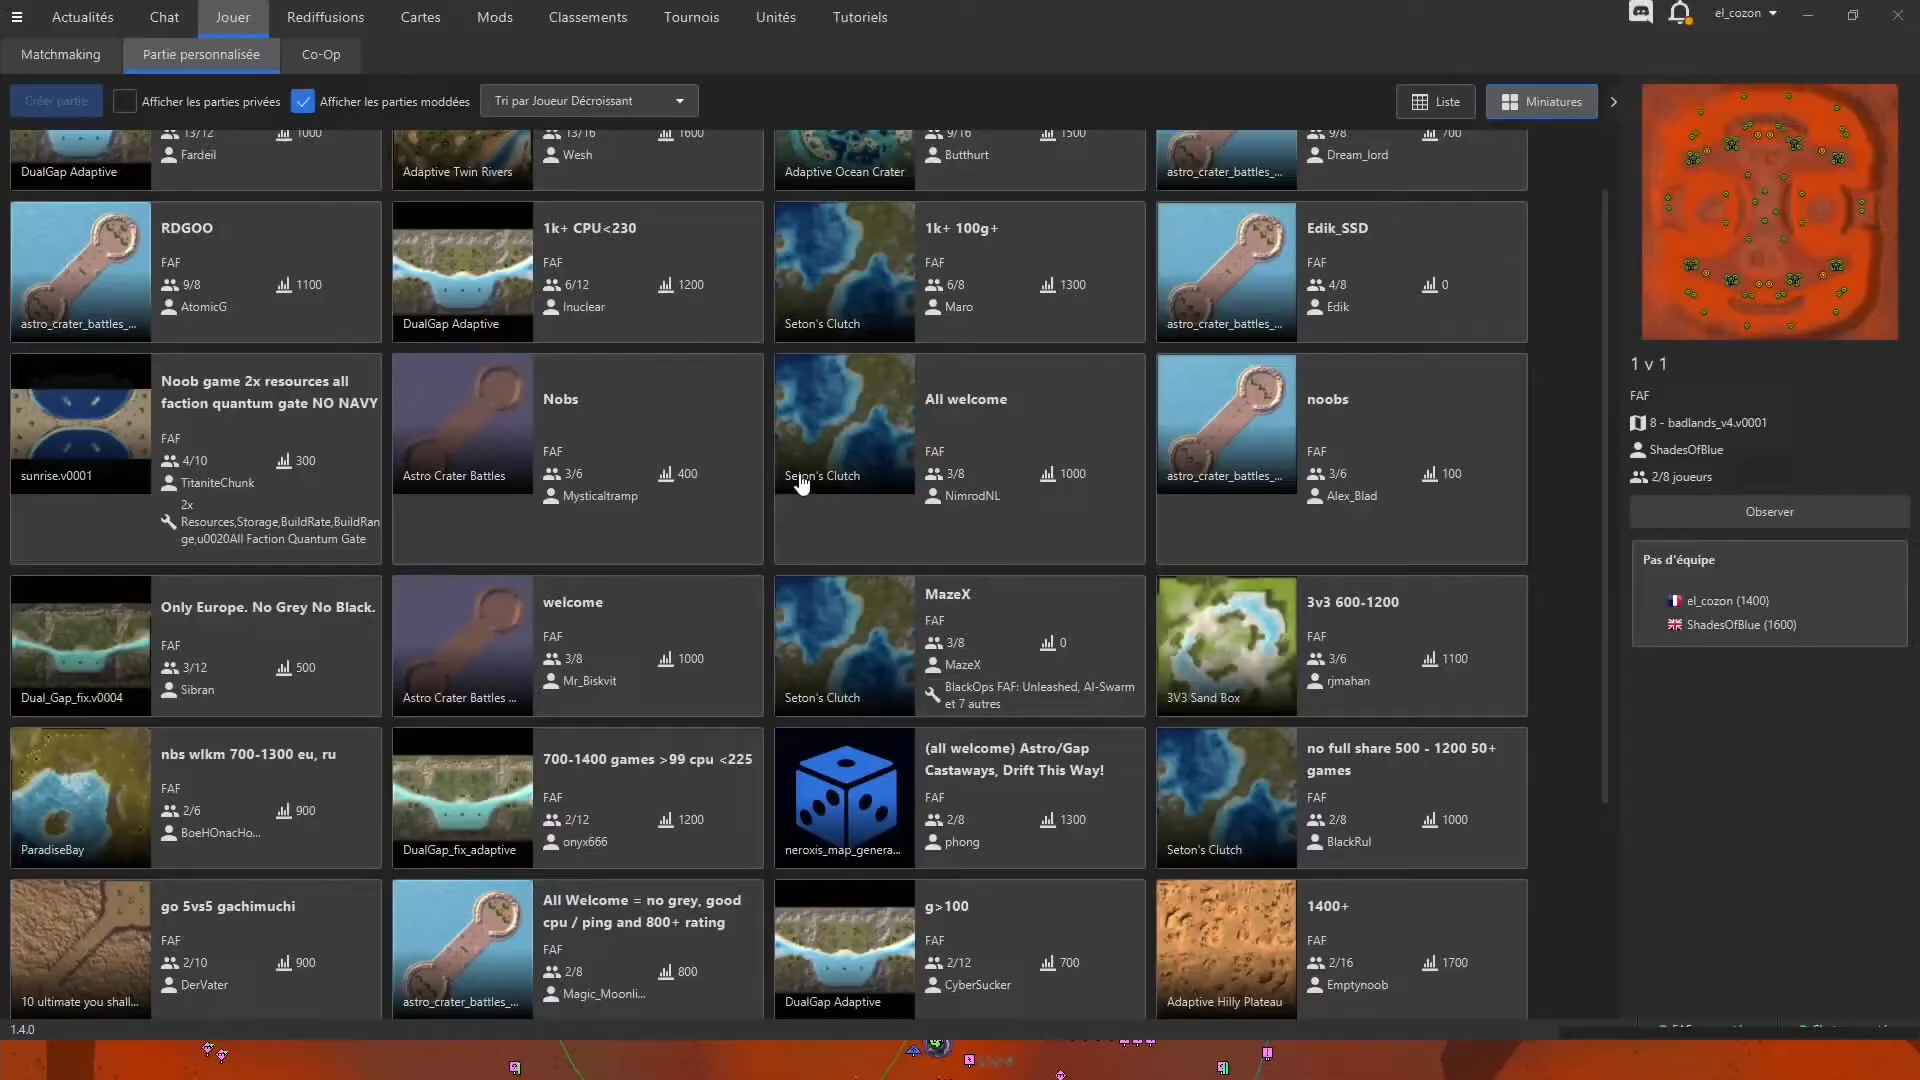 Actualités
Chat
Jouer
Rediffusions
Cartes
Mods
Classements
Tournois
Unités
Tutoriels
el_cozon
Matchmaking
Partie personnalisée
Co-Op
Créer partie
Afficher les parties privées
Afficher les parties moddées
Tri par Joueur Décroissant
Liste
Miniatures
13/12
1000
Fardeil
DualGap Adaptive
13/16
1600
Wesh
Adaptive Twin Rivers
9/16
1500
Butthurt
Adaptive Ocean Crater
9/8
700
Dream_lord
astro_crater_battles_...
RDGOO
FAF
9/8
1100
AtomicG
astro_crater_battles_...
1k+ CPU<230
FAF
6/12
1200
Inuclear
DualGap Adaptive
1k+ 100g+
FAF
6/8
1300
Maro
Seton's Clutch
Edik_SSD
FAF
4/8
0
Edik
astro_crater_battles_...
Noob game 2x resources all
faction quantum gate NO NAVY
FAF
4/10
300
TitaniteChunk
2x
Resources,Storage,BuildRate,BuildRan
ge,u0020All Faction Quantum Gate
sunrise.v0001
Nobs
FAF
3/6
400
Mysticaltramp
Astro Crater Battles
All welcome
FAF
3/8
1000
NimrodNL
Seton's Clutch
noobs
FAF
3/6
100
Alex_Blad
astro_crater_battles_...
Only Europe. No Grey No Black.
FAF
3/12
500
Sibran
Dual_Gap_fix.v0004
welcome
FAF
3/8
1000
Mr_Biskvit
Astro Crater Battles ...
MazeX
FAF
3/8
0
MazeX
BlackOps FAF: Unleashed, AI-Swarm
et 7 autres
Seton's Clutch
3v3 600-1200
FAF
3/6
1100
rjmahan
3V3 Sand Box
nbs wlkm 700-1300 eu, ru
FAF
2/6
900
BoeHOnacHo...
ParadiseBay
700-1400 games >99 cpu <225
FAF
2/12
1200
onyx666
DualGap_fix_adaptive
(all welcome) Astro/Gap
Castaways, Drift This Way!
FAF
2/8
1300
phong
neroxis_map_genera...
no full share 500 - 1200 50+
games
FAF
2/8
1000
BlackRul
Seton's Clutch
go 5vs5 gachimuchi
FAF
2/10
900
DerVater
10 ultimate you shall...
All Welcome = no grey, good
cpu / ping and 800+ rating
FAF
2/8
800
Magic_Moonli...
astro_crater_battles_...
g>100
FAF
2/12
700
CyberSucker
DualGap Adaptive
1400+
FAF
2/16
1700
Emptynoob
Adaptive Hilly Plateau
1 v 1
FAF
8 - badlands_v4.v0001
ShadesOfBlue
2/8 joueurs
Observer
Pas d'équipe
el_cozon (1400)
ShadesOfBlue (1600)
1.4.0